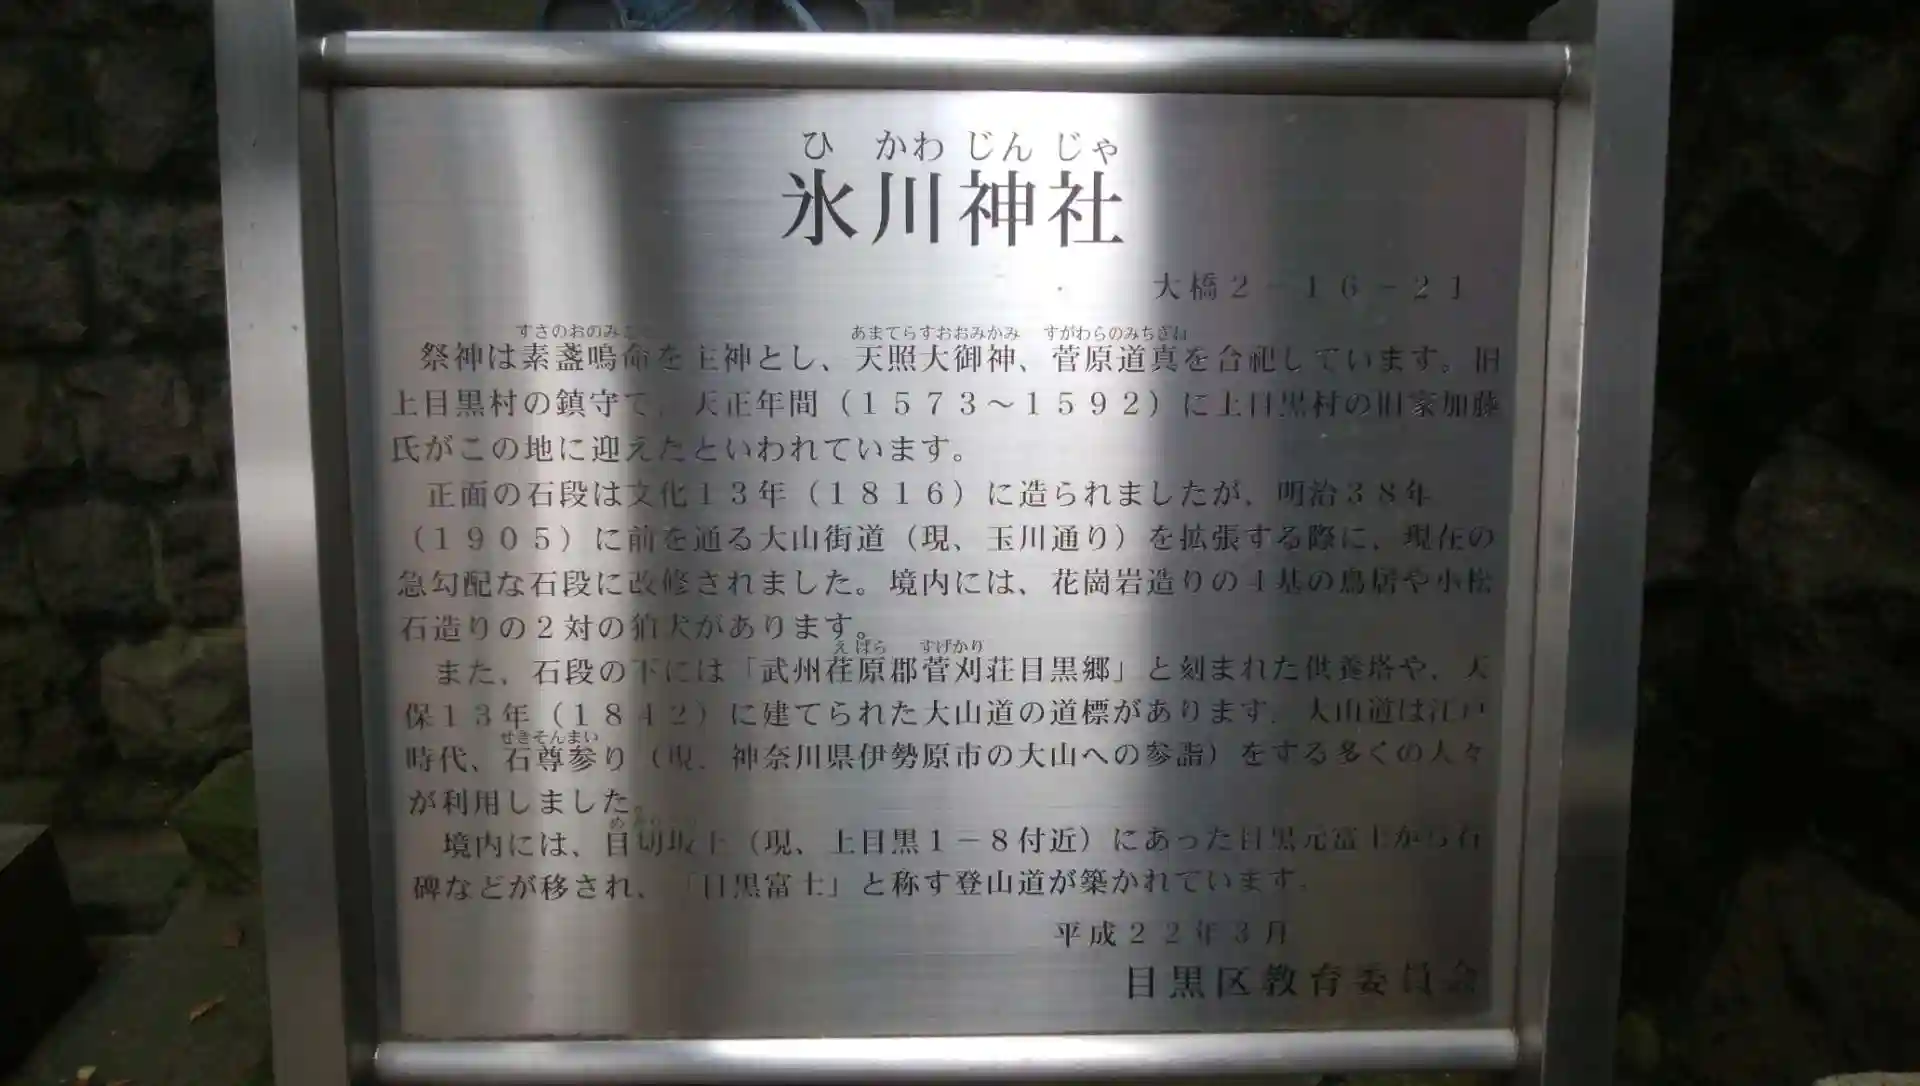 ひかわじんじゃ
氷川神社
大橋2-16-21
すさのおのみこと あまてらすおおみかみ すがわらのみちざね
祭神は素盞嗚命を主神とし、天照大御神、菅原道真を合祀しています。旧
上目黒村の鎮守で、天正年間（1573～1592）に上目黒村の旧家加藤
氏がこの地に迎えたといわれています。
正面の石段は文化13年（1816）に造られましたが、明治38年
（1905）に前を通る大山街道（現、玉川通り）を拡張する際に、現在の
急勾配な石段に改修されました。境内には、花崗岩造りの4基の鳥居や小松
石造りの2対の狛犬があります。
えばら すげかり
また、石段の下には「武州荏原郡菅刈荘目黒郷」と刻まれた供養塔や、天
保13年（1842）に建てられた大山道の道標があります。大山道は江戸
せきそんまい
時代、石尊参り（現、神奈川県伊勢原市の大山への参詣）をする多くの人々
が利用しました。
境内には、目切坂上（現、上目黒1-8付近）にあった目黒元富士から石
碑などが移され、「目黒富士」と称す登山道が築かれています。
平成22年3月
目黒区教育委員会